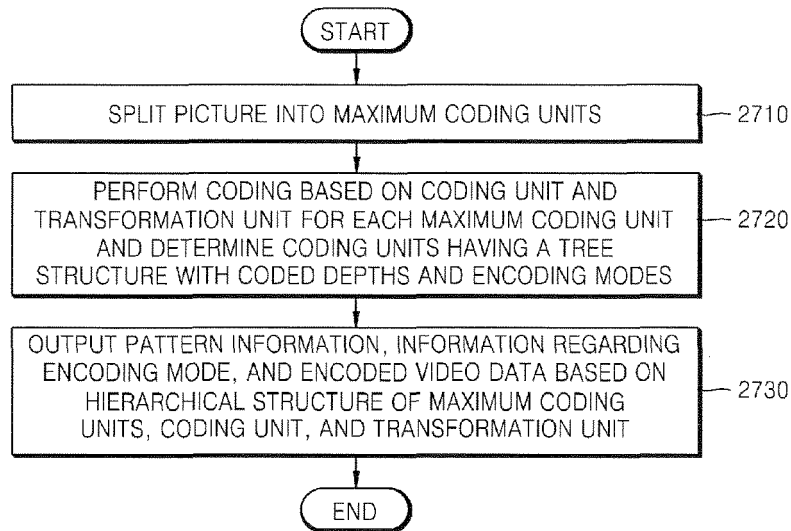 START
SPLIT PICTURE INTO MAXIMUM CODING UNITS
2710
PERFORM CODING BASED ON CODING UNIT AND
TRANSFORMATION UNIT FOR EACH MAXIMUM CODING UNIT
AND DETERMINE CODING UNITS HAVING A TREE
STRUCTURE WITH CODED DEPTHS AND ENCODING MODES
2720
OUTPUT PATTERN INFORMATION, INFORMATION REGARDING
ENCODING MODE, AND ENCODED VIDEO DATA BASED ON
HIERARCHICAL STRUCTURE OF MAXIMUM CODING
UNITS, CODING UNIT, AND TRANSFORMATION UNIT
2730
END